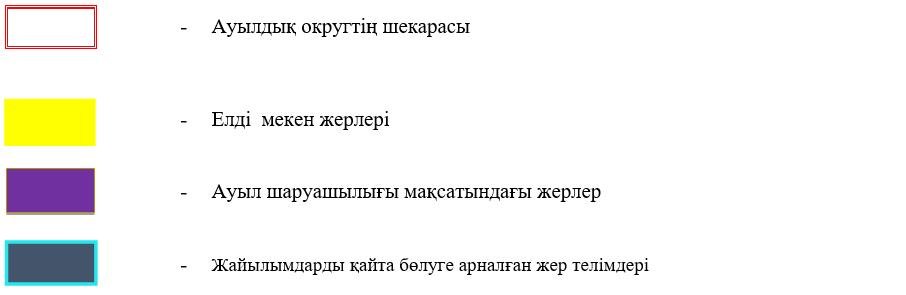 - Ауылдық округтің шекарасы
- Елді  мекен жерлері
- Ауыл шаруашылығы мақсатындағы жерлер
- Жайылымдарды қайта бөлуге арналған жер телімдері